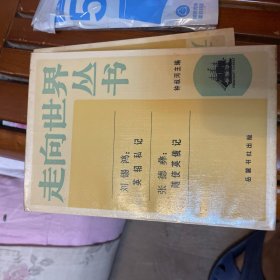 走向世界丛书
钟叔河主编
刘锡鸿：
英轺私记
张德彝：
随使英俄记
岳麓书社出版